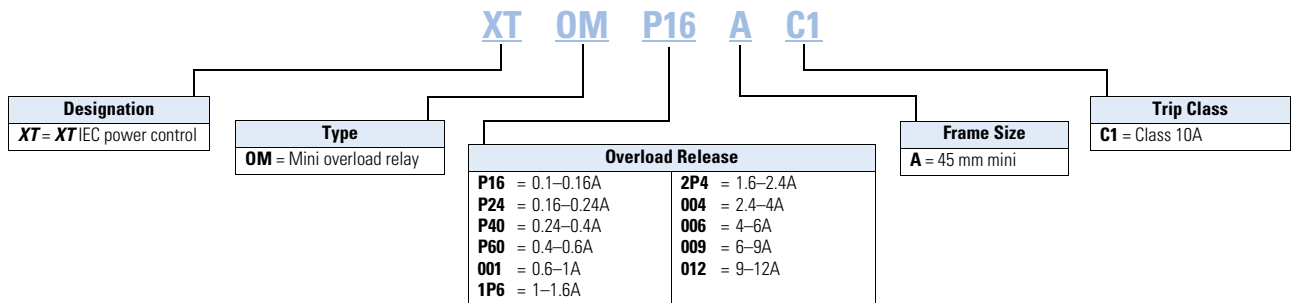 XT OM P16 A C1
Designation
XT = XT IEC power control
Type
OM = Mini overload relay
Overload Release
P16 = 0.1–0.16A
P24 = 0.16–0.24A
P40 = 0.24–0.4A
P60 = 0.4–0.6A
001 = 0.6–1A
1P6 = 1–1.6A
2P4 = 1.6–2.4A
004 = 2.4–4A
006 = 4–6A
009 = 6–9A
012 = 9–12A
Frame Size
A = 45 mm mini
Trip Class
C1 = Class 10A